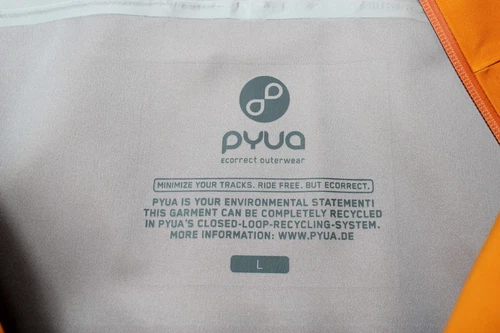 PYUA
Ecorrect outerwear
MINIMIZE YOUR TRACKS. RIDE FREE. BUT ECORRECT.
PYUA IS YOUR ENVIRONMENTAL STATEMENT!
THIS GARMENT CAN BE COMPLETELY RECYCLED
IN PYUA'S CLOSED-LOOP-RECYCLING-SYSTEM.
MORE INFORMATION: WWW.PYUA.DE
L